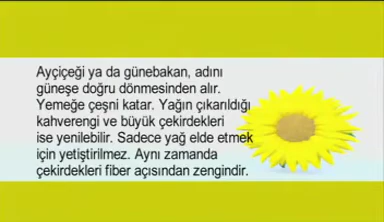 Ayçiçeği ya da günebakan, adını
güneşe doğru dönmesinden alır.
Yemeğe çeşni katar. Yağın çıkarıldığı
kahverengi ve büyük çekirdekleri
ise yenilebilir. Sadece yağ elde etmek
için yetiştirilmez. Aynı zamanda
çekirdekleri fiber açısından zengindir.